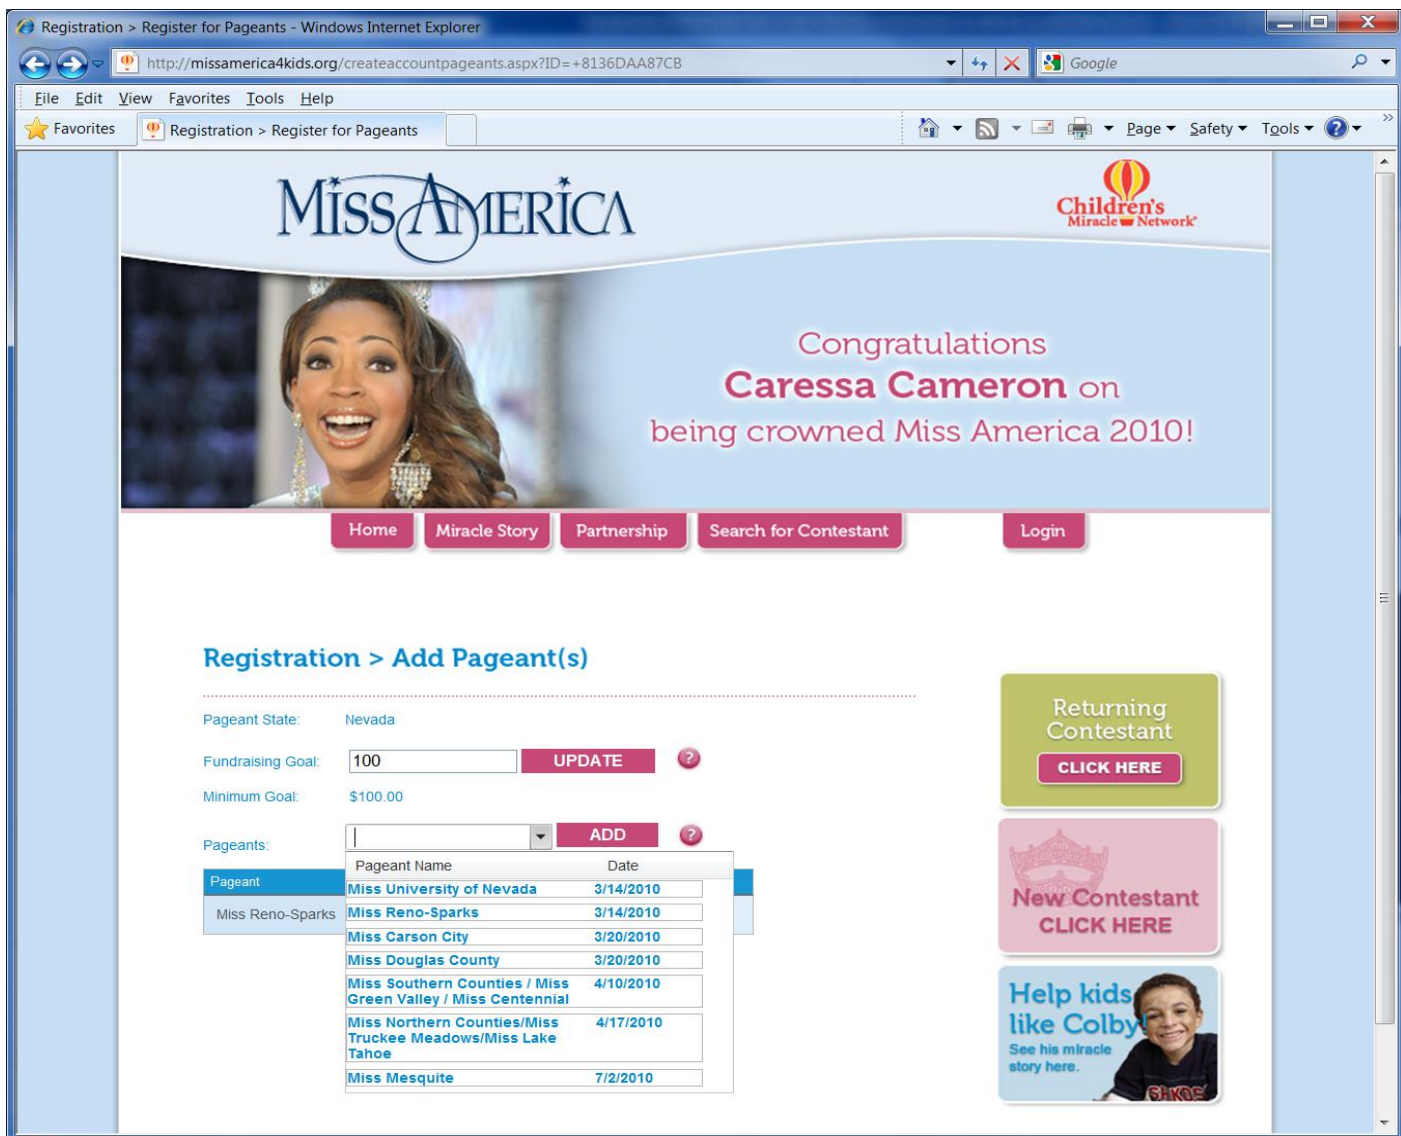 Registration > Register for Pageants - Windows Internet Explorer
http://missamerica4kids.org/createaccountpageants.aspx?ID=+8136DAA87CB
Google
File Edit View Favorites Tools Help
Favorites
Registration > Register for Pageants
Page Safety Tools
MISS AMERICA
Children's
Miracle Network
Congratulations
Caressa Cameron on
being crowned Miss America 2010!
Home Miracle Story Partnership Search for Contestant Login
Registration > Add Pageant(s)
Pageant State: Nevada
Fundraising Goal: 100 UPDATE ?
Minimum Goal: $100.00
Pageants: ADD ?
Pageant Name Date
Pageant
Miss Reno-Sparks
Miss University of Nevada 3/14/2010
Miss Reno-Sparks 3/14/2010
Miss Carson City 3/20/2010
Miss Douglas County 3/20/2010
Miss Southern Counties / Miss 4/10/2010
Green Valley / Miss Centennial
Miss Northern Counties/Miss 4/17/2010
Truckee Meadows/Miss Lake
Tahoe
Miss Mesquite 7/2/2010
Returning
Contestant
CLICK HERE
New Contestant
CLICK HERE
Help kids
like Colby!
See his miracle
story here.